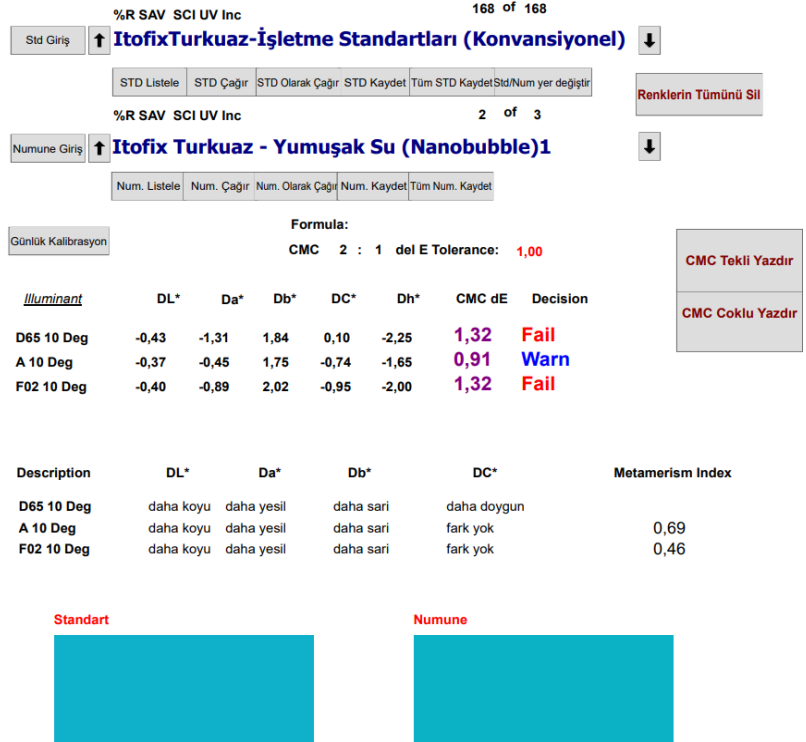 %R SAV SCI UV Inc 168 of 168
Std Giriş ItofixTurkuaz-İşletme Standartları (Konvansiyonel)
STD Listele STD Çağır STD Olarak Çağır STD Kaydet Tüm STD Kaydet Std/Num yer değiştir
Renklerin Tümünü Sil
%R SAV SCI UV Inc 2 of 3
Numune Giriş Itofix Turkuaz - Yumuşak Su (Nanobubble)1
Num. Listele Num. Çağır Num. Olarak Çağır Num. Kaydet Tüm Num. Kaydet
Formula:
Günlük Kalibrasyon
CMC 2 : 1 del E Tolerance: 1,00
CMC Tekli Yazdır
Illuminant DL* Da* Db* DC* Dh* CMC dE Decision
CMC Coklu Yazdır
D65 10 Deg -0,43 -1,31 1,84 0,10 -2,25 1,32 Fail
A 10 Deg -0,37 -0,45 1,75 -0,74 -1,65 0,91 Warn
F02 10 Deg -0,40 -0,89 2,02 -0,95 -2,00 1,32 Fail
Description DL* Da* Db* DC* Metamerism Index
D65 10 Deg daha koyu daha yesil daha sari daha doygun
A 10 Deg daha koyu daha yesil daha sari fark yok 0,69
F02 10 Deg daha koyu daha yesil daha sari fark yok 0,46
Standart Numune